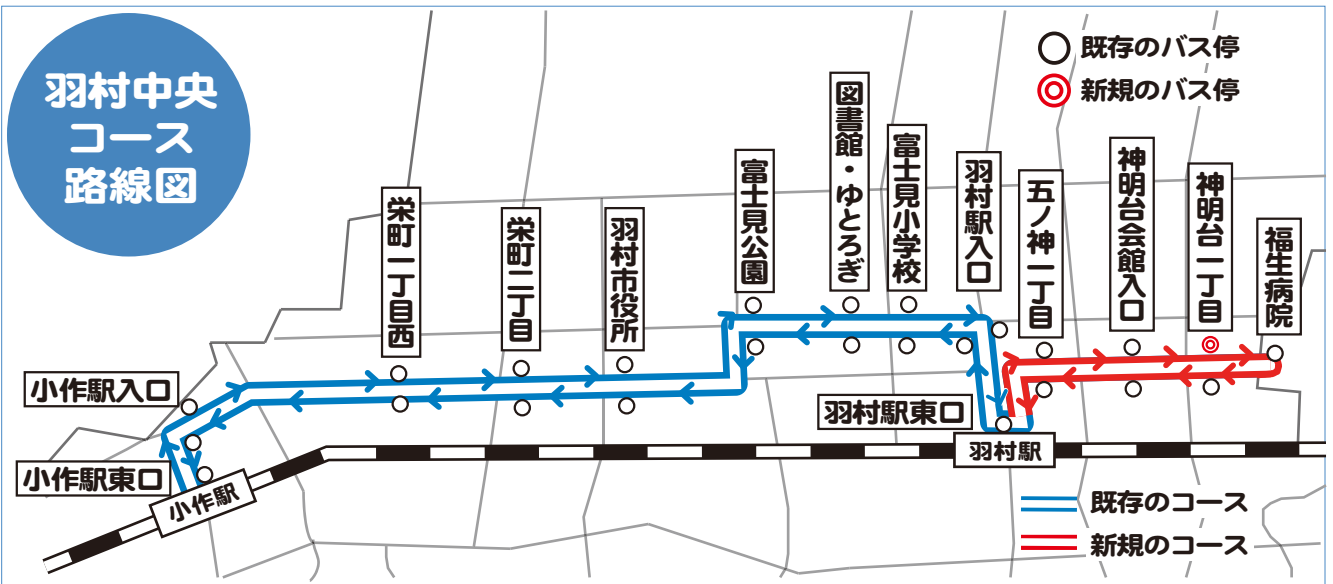 羽村中央
コース
路線図
既存のバス停
新規のバス停
小作駅東口
小作駅入口
栄町一丁目西
栄町二丁目
羽村市役所
富士見公園
図書館・ゆとろぎ
富士見小学校
羽村駅入口
羽村駅東口
五ノ神一丁目
神明台会館入口
神明台一丁目
福生病院
小作駅
羽村駅
既存のコース
新規のコース